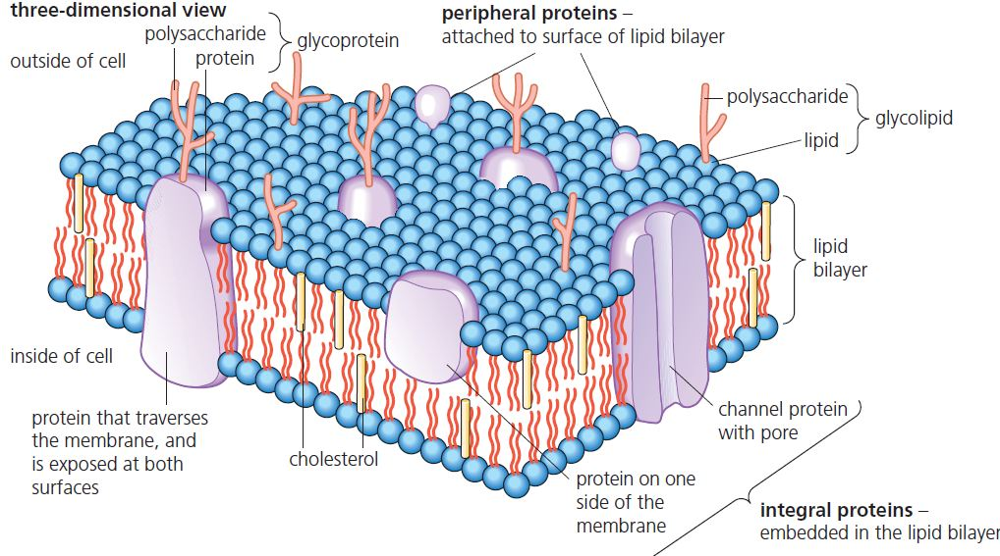 three-dimensional view
polysaccharide
protein
glycoprotein
outside of cell
peripheral proteins –
attached to surface of lipid bilayer
polysaccharide
lipid
glycolipid
lipid
bilayer
inside of cell
protein that traverses
the membrane, and
is exposed at both
surfaces
cholesterol
protein on one
side of the
membrane
channel protein
with pore
integral proteins –
embedded in the lipid bilayer